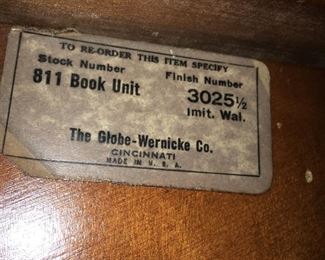 TO RE-ORDER THIS ITEM SPECIFY
Stock Number Finish Number
811 Book Unit 3025½
Imit. Wal.
The Globe-Wernicke Co.
CINCINNATI
MADE IN U. S. A.